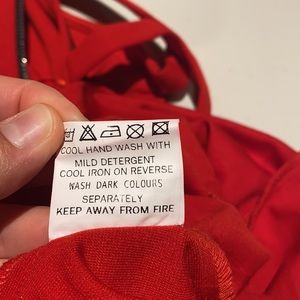 COOL HAND WASH WITH
MILD DETERGENT
COOL IRON ON REVERSE
WASH DARK COLOURS
SEPARATELY
KEEP AWAY FROM FIRE